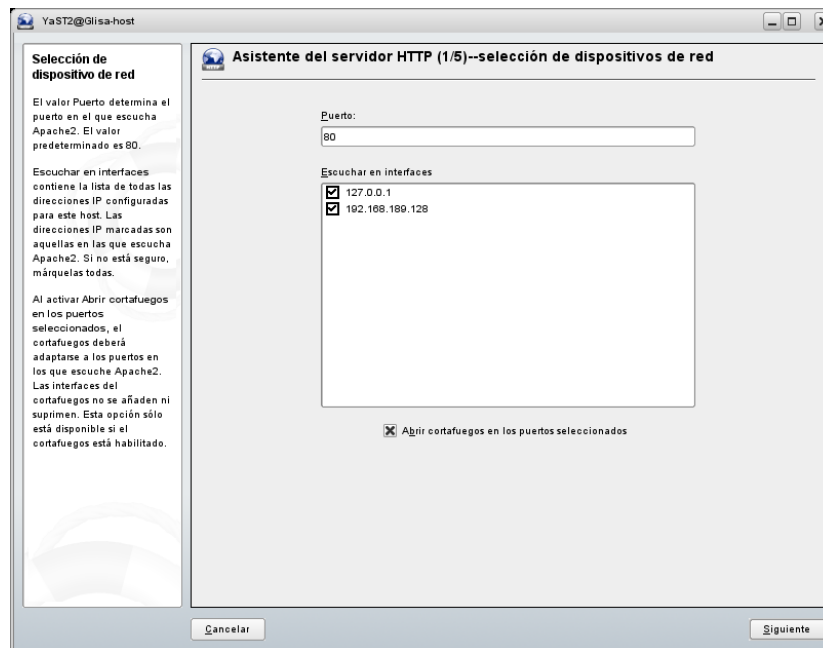 YaST2@Glisa-host
Selección de
dispositivo de red
El valor Puerto determina el
puerto en el que escucha
Apache2. El valor
predeterminado es 80.
Escuchar en interfaces
contiene la lista de todas las
direcciones IP configuradas
para este host. Las
direcciones IP marcadas son
aquellas en las que escucha
Apache2. Si no está seguro,
márquelas todas.
Al activar Abrir cortafuegos
en los puertos
seleccionados, el
cortafuegos deberá
adaptarse a los puertos en
los que escuche Apache2.
Las interfaces del
cortafuegos no se añaden ni
suprimen. Esta opción sólo
está disponible si el
cortafuegos está habilitado.
Asistente del servidor HTTP (1/5)--selección de dispositivos de red
Puerto:
80
Escuchar en interfaces
127.0.0.1
192.168.189.128
Abrir cortafuegos en los puertos seleccionados
Cancelar
Siguiente